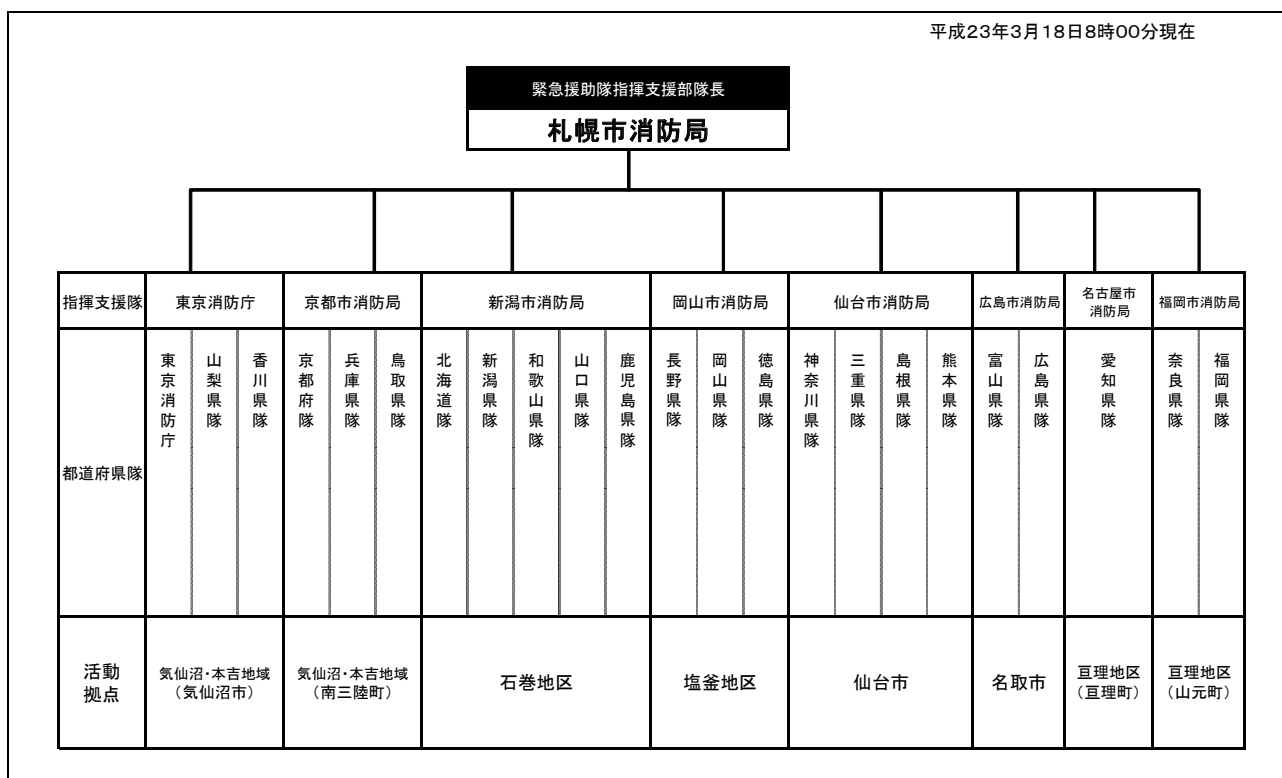 平成23年3月18日8時00分現在
緊急援助隊指揮支援部隊長
札幌市消防局
指揮支援隊
東京消防庁
京都市消防局
新潟市消防局
岡山市消防局
仙台市消防局
広島市消防局
名古屋市
消防局
福岡市消防局
都道府県隊
東京消防庁
山梨県隊
香川県隊
京都府隊
兵庫県隊
鳥取県隊
北海道隊
新潟県隊
和歌山県隊
山口県隊
鹿児島県隊
長野県隊
岡山県隊
徳島県隊
神奈川県隊
三重県隊
島根県隊
熊本県隊
富山県隊
広島県隊
愛知県隊
奈良県隊
福岡県隊
活動
拠点
気仙沼・本吉地域
（気仙沼市）
気仙沼・本吉地域
（南三陸町）
石巻地区
塩釜地区
仙台市
名取市
亘理地区
（亘理町）
亘理地区
（山元町）